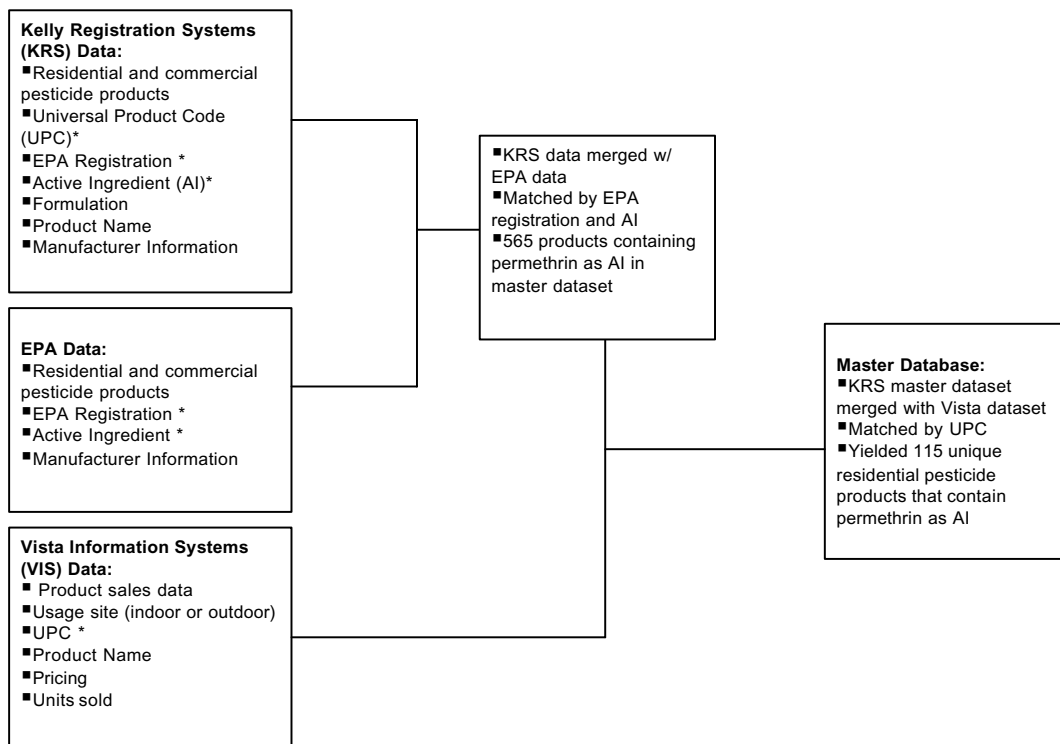 Kelly Registration Systems
(KRS) Data:
▪Residential and commercial
pesticide products
▪Universal Product Code
(UPC)*
▪EPA Registration *
▪Active Ingredient (AI)*
▪Formulation
▪Product Name
▪Manufacturer Information
EPA Data:
▪Residential and commercial
pesticide products
▪EPA Registration *
▪Active Ingredient *
▪Manufacturer Information
Vista Information Systems
(VIS) Data:
▪ Product sales data
▪Usage site (indoor or outdoor)
▪UPC *
▪Product Name
▪Pricing
▪Units sold
▪KRS data merged w/
EPA data
▪Matched by EPA
registration and AI
▪565 products containing
permethrin as AI in
master dataset
Master Database:
▪KRS master dataset
merged with Vista dataset
▪Matched by UPC
▪Yielded 115 unique
residential pesticide
products that contain
permethrin as AI